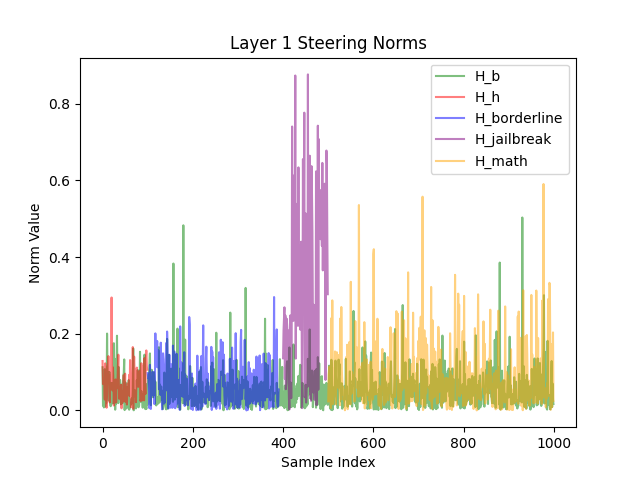 Layer 1 Steering Norms
H_b
H_h
H_borderline
H_jailbreak
H_math
Norm Value
0.8
0.6
0.4
0.2
0.0
0
200
400
600
800
1000
Sample Index